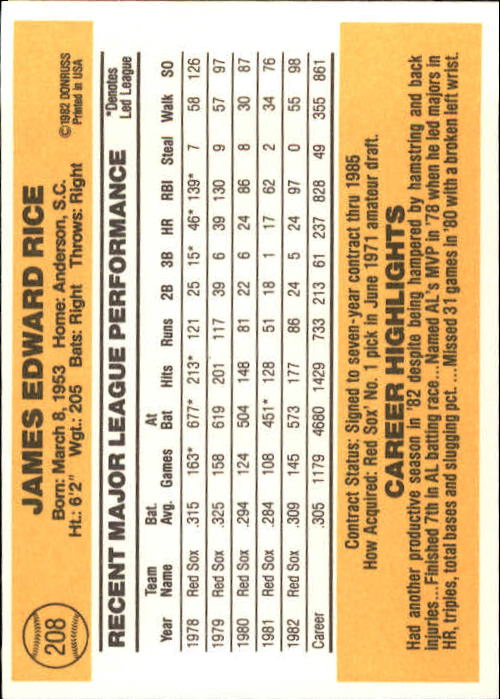 208
JAMES EDWARD RICE
Born: March 8, 1953 Home: Anderson, S.C.
Ht.: 6'2" Wgt.: 205 Bats: Right Throws: Right
©1982 DONRUSS
Printed in USA
RECENT MAJOR LEAGUE PERFORMANCE
*Denotes
Led League
Year Team Name Bat. Avg. Games At Bat Hits Runs 2B 3B HR RBI Steal Walk SO
1978 Red Sox .315 163* 677* 213* 121 25 15* 46* 139* 7 58 126
1979 Red Sox .325 158 619 201 117 39 6 39 130 9 57 97
1980 Red Sox .294 124 504 148 81 22 6 24 86 8 30 87
1981 Red Sox .284 108 451* 128 51 18 1 17 62 2 34 76
1982 Red Sox .309 145 573 177 86 24 5 24 97 0 55 98
Career .305 1179 4680 1429 733 213 61 237 828 49 355 861
Contract Status: Signed to seven-year contract thru 1985
How Acquired: Red Sox' No. 1 pick in June 1971 amateur draft.
CAREER HIGHLIGHTS
Had another productive season in '82 despite being hampered by hamstring and back
injuries...Finished 7th in AL batting race...Named AL's MVP in '78 when he led majors in
HR, triples, total bases and slugging pct. ...Missed 31 games in '80 with a broken left wrist.